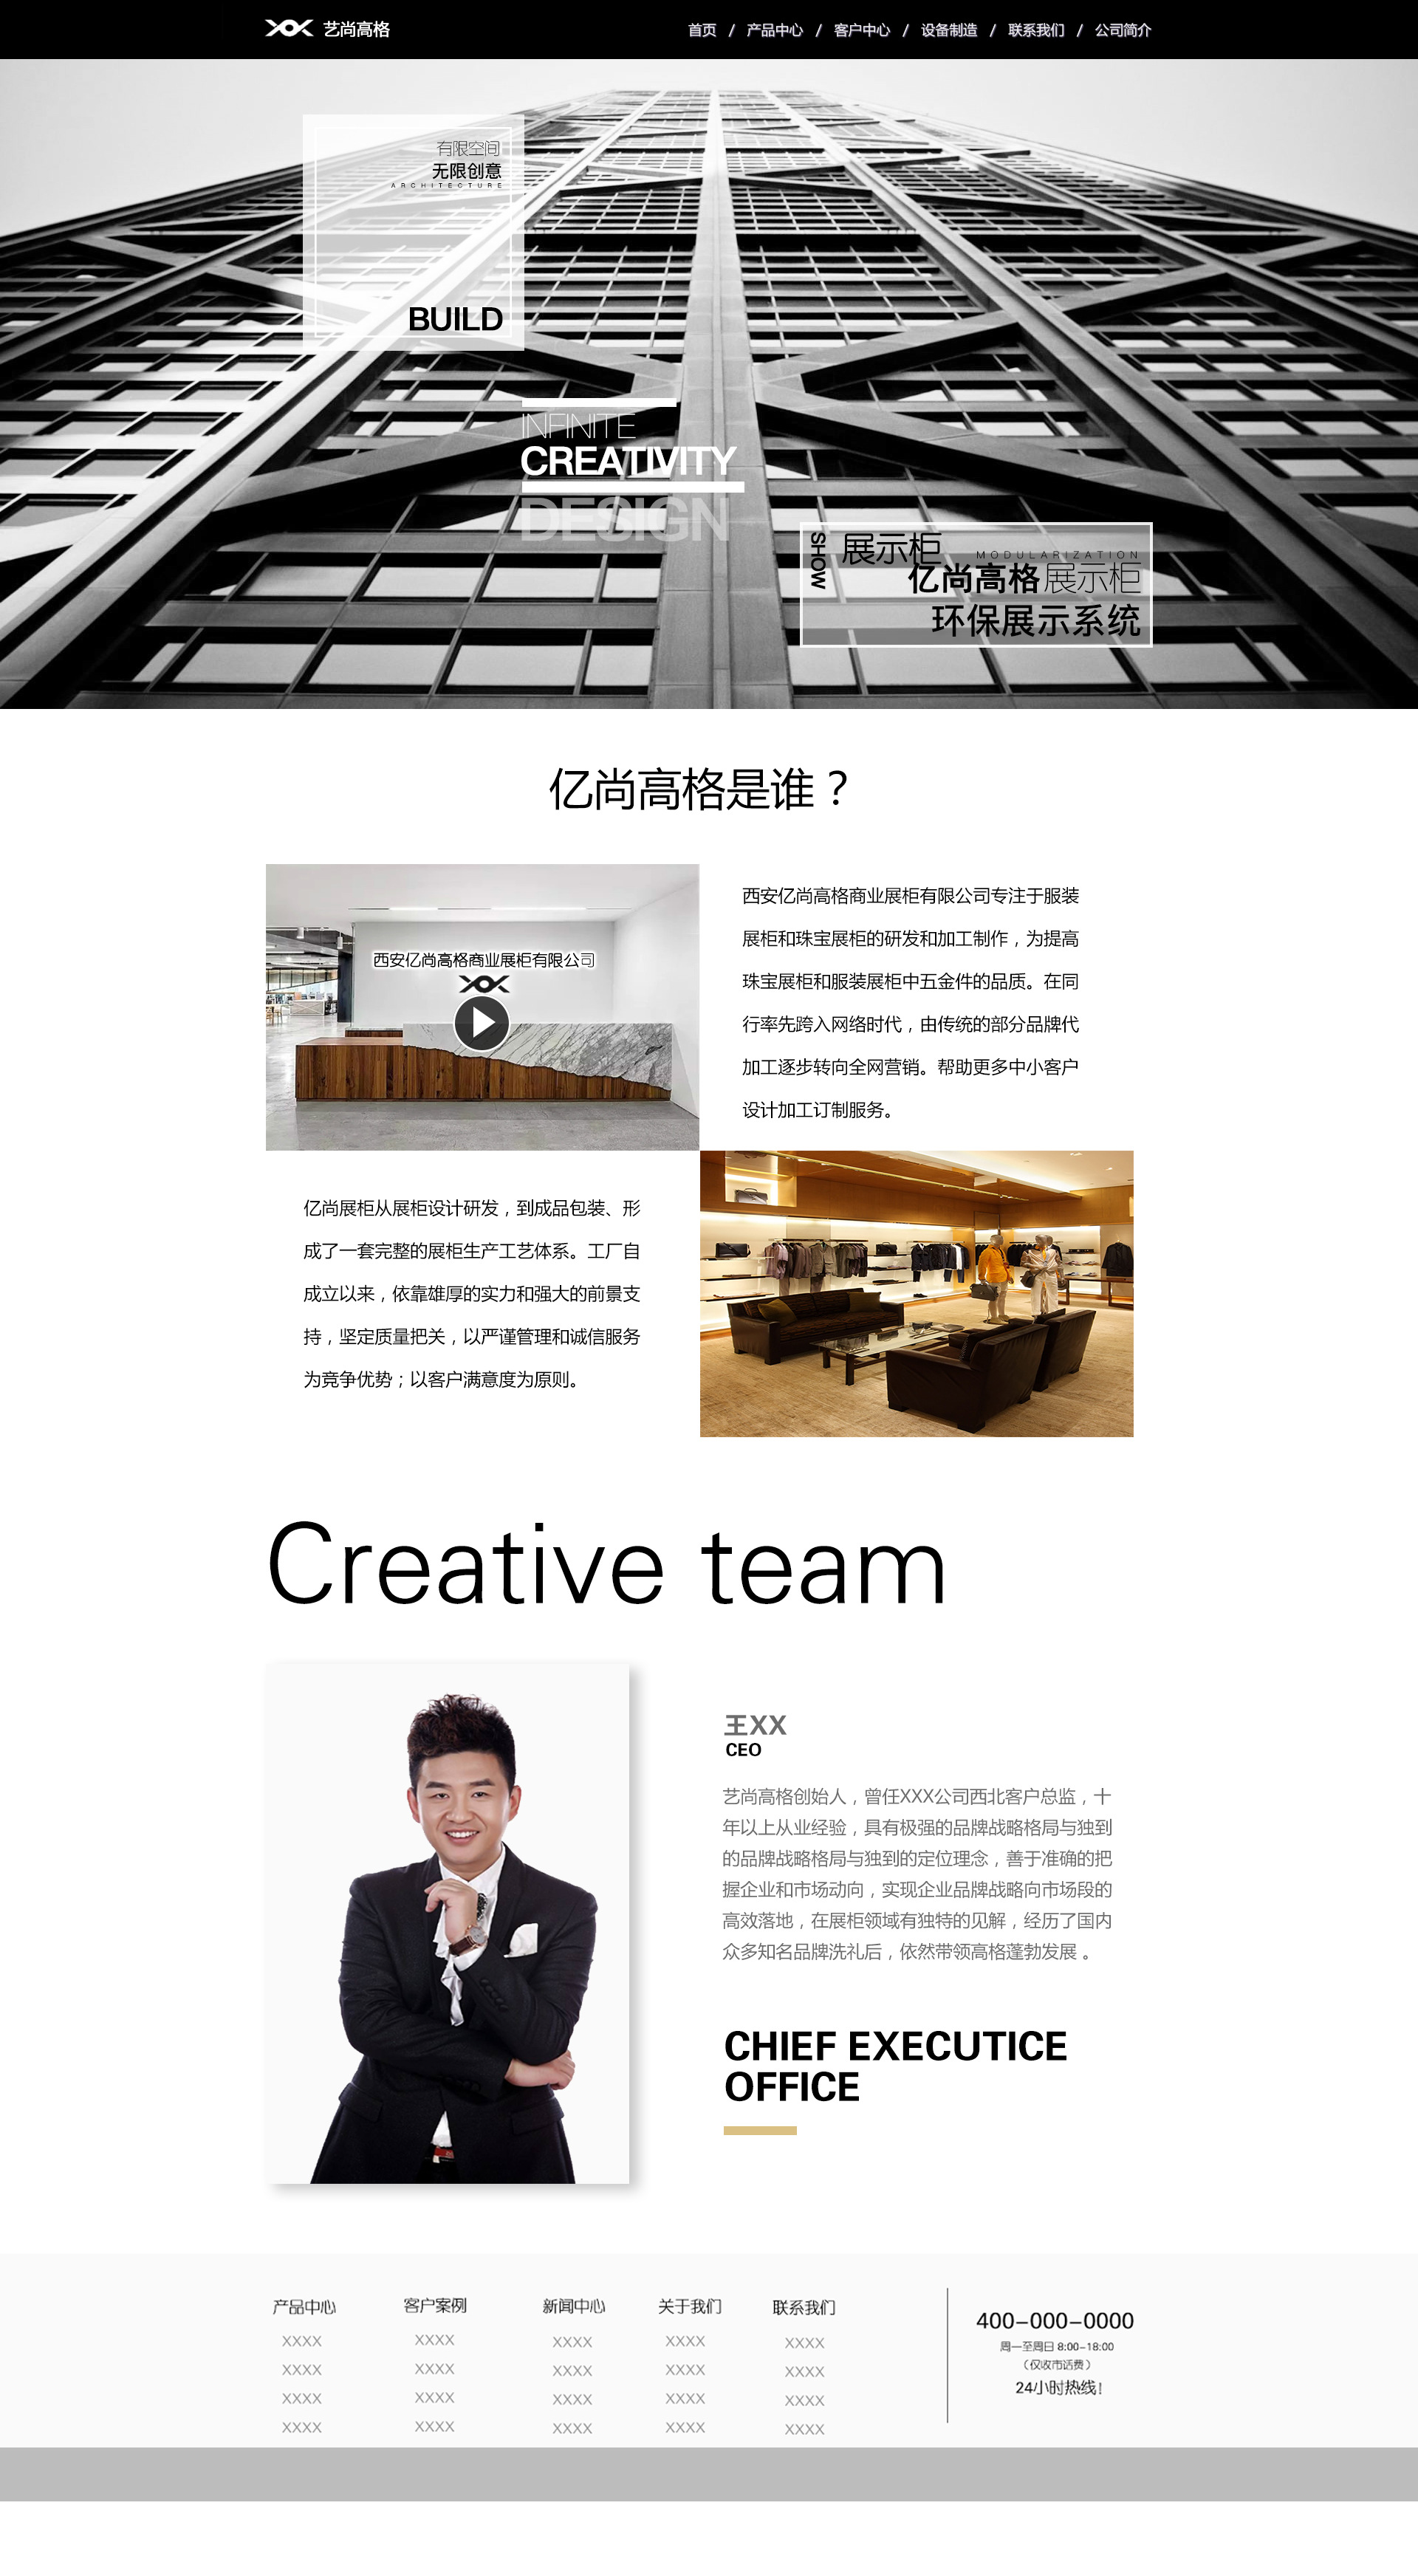 艺尚高格
首页 / 产品中心 / 客户中心 / 设备制造 / 联系我们 / 公司简介
有限空间
无限创意
ARCHITECTURE
BUILD
INFINITE
CREATIVITY
DESIGN
SHOW
展示柜
MODULARIZATION
亿尚高格展示柜
环保展示系统
亿尚高格是谁？
西安亿尚高格商业展柜有限公司
西安亿尚高格商业展柜有限公司专注于服装
展柜和珠宝展柜的研发和加工制作，为提高
珠宝展柜和服装展柜中五金件的品质。在同
行率先跨入网络时代，由传统的部分品牌代
加工逐步转向全网营销。帮助更多中小客户
设计加工订制服务。
亿尚展柜从展柜设计研发，到成品包装、形
成了一套完整的展柜生产工艺体系。工厂自
成立以来，依靠雄厚的实力和强大的前景支
持，坚定质量把关，以严谨管理和诚信服务
为竞争优势；以客户满意度为原则。
Creative team
王XX
CEO
艺尚高格创始人，曾任XXX公司西北客户总监，十
年以上从业经验，具有极强的品牌战略格局与独到
的品牌战略格局与独到的定位理念，善于准确的把
握企业和市场动向，实现企业品牌战略向市场段的
高效落地，在展柜领域有独特的见解，经历了国内
众多知名品牌洗礼后，依然带领高格蓬勃发展 。
CHIEF EXECUTICE
OFFICE
产品中心
XXXX
XXXX
XXXX
XXXX
客户案例
XXXX
XXXX
XXXX
XXXX
新闻中心
XXXX
XXXX
XXXX
XXXX
关于我们
XXXX
XXXX
XXXX
XXXX
联系我们
XXXX
XXXX
XXXX
XXXX
400-000-0000
周一至周日 8:00-18:00
（仅收市话费）
24小时热线！